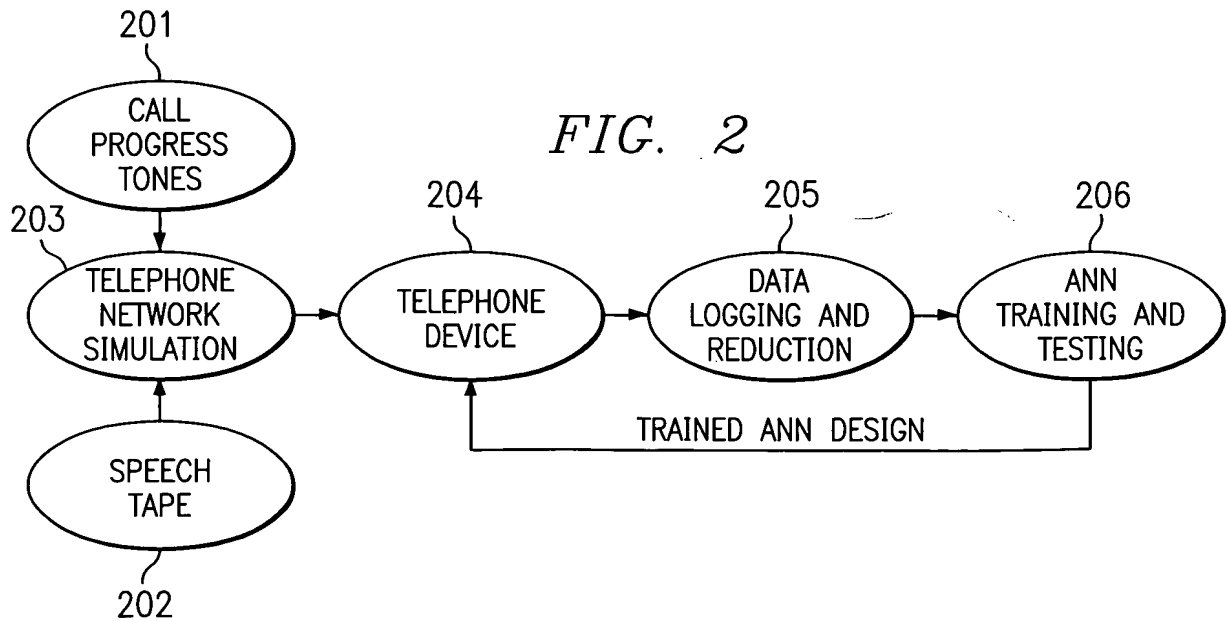 201
CALL
PROGRESS
TONES
FIG. 2
203
TELEPHONE
NETWORK
SIMULATION
204
TELEPHONE
DEVICE
205
DATA
LOGGING AND
REDUCTION
206
ANN
TRAINING AND
TESTING
TRAINED ANN DESIGN
SPEECH
TAPE
202